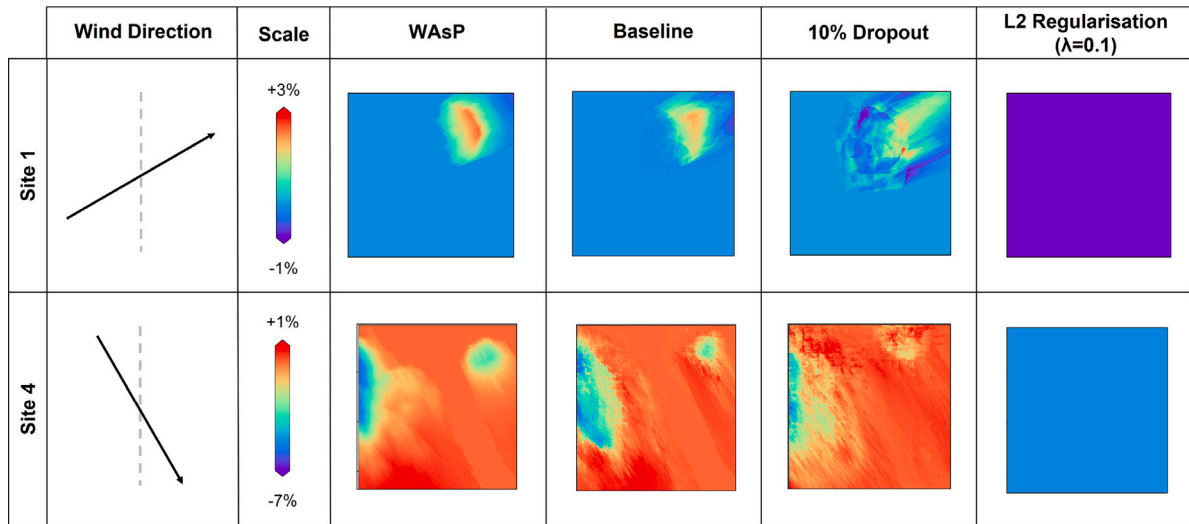 Wind Direction
Scale
WAsP
Baseline
10% Dropout
L2 Regularisation
(λ=0.1)
Site 1
+3%
-1%
Site 4
+1%
-7%